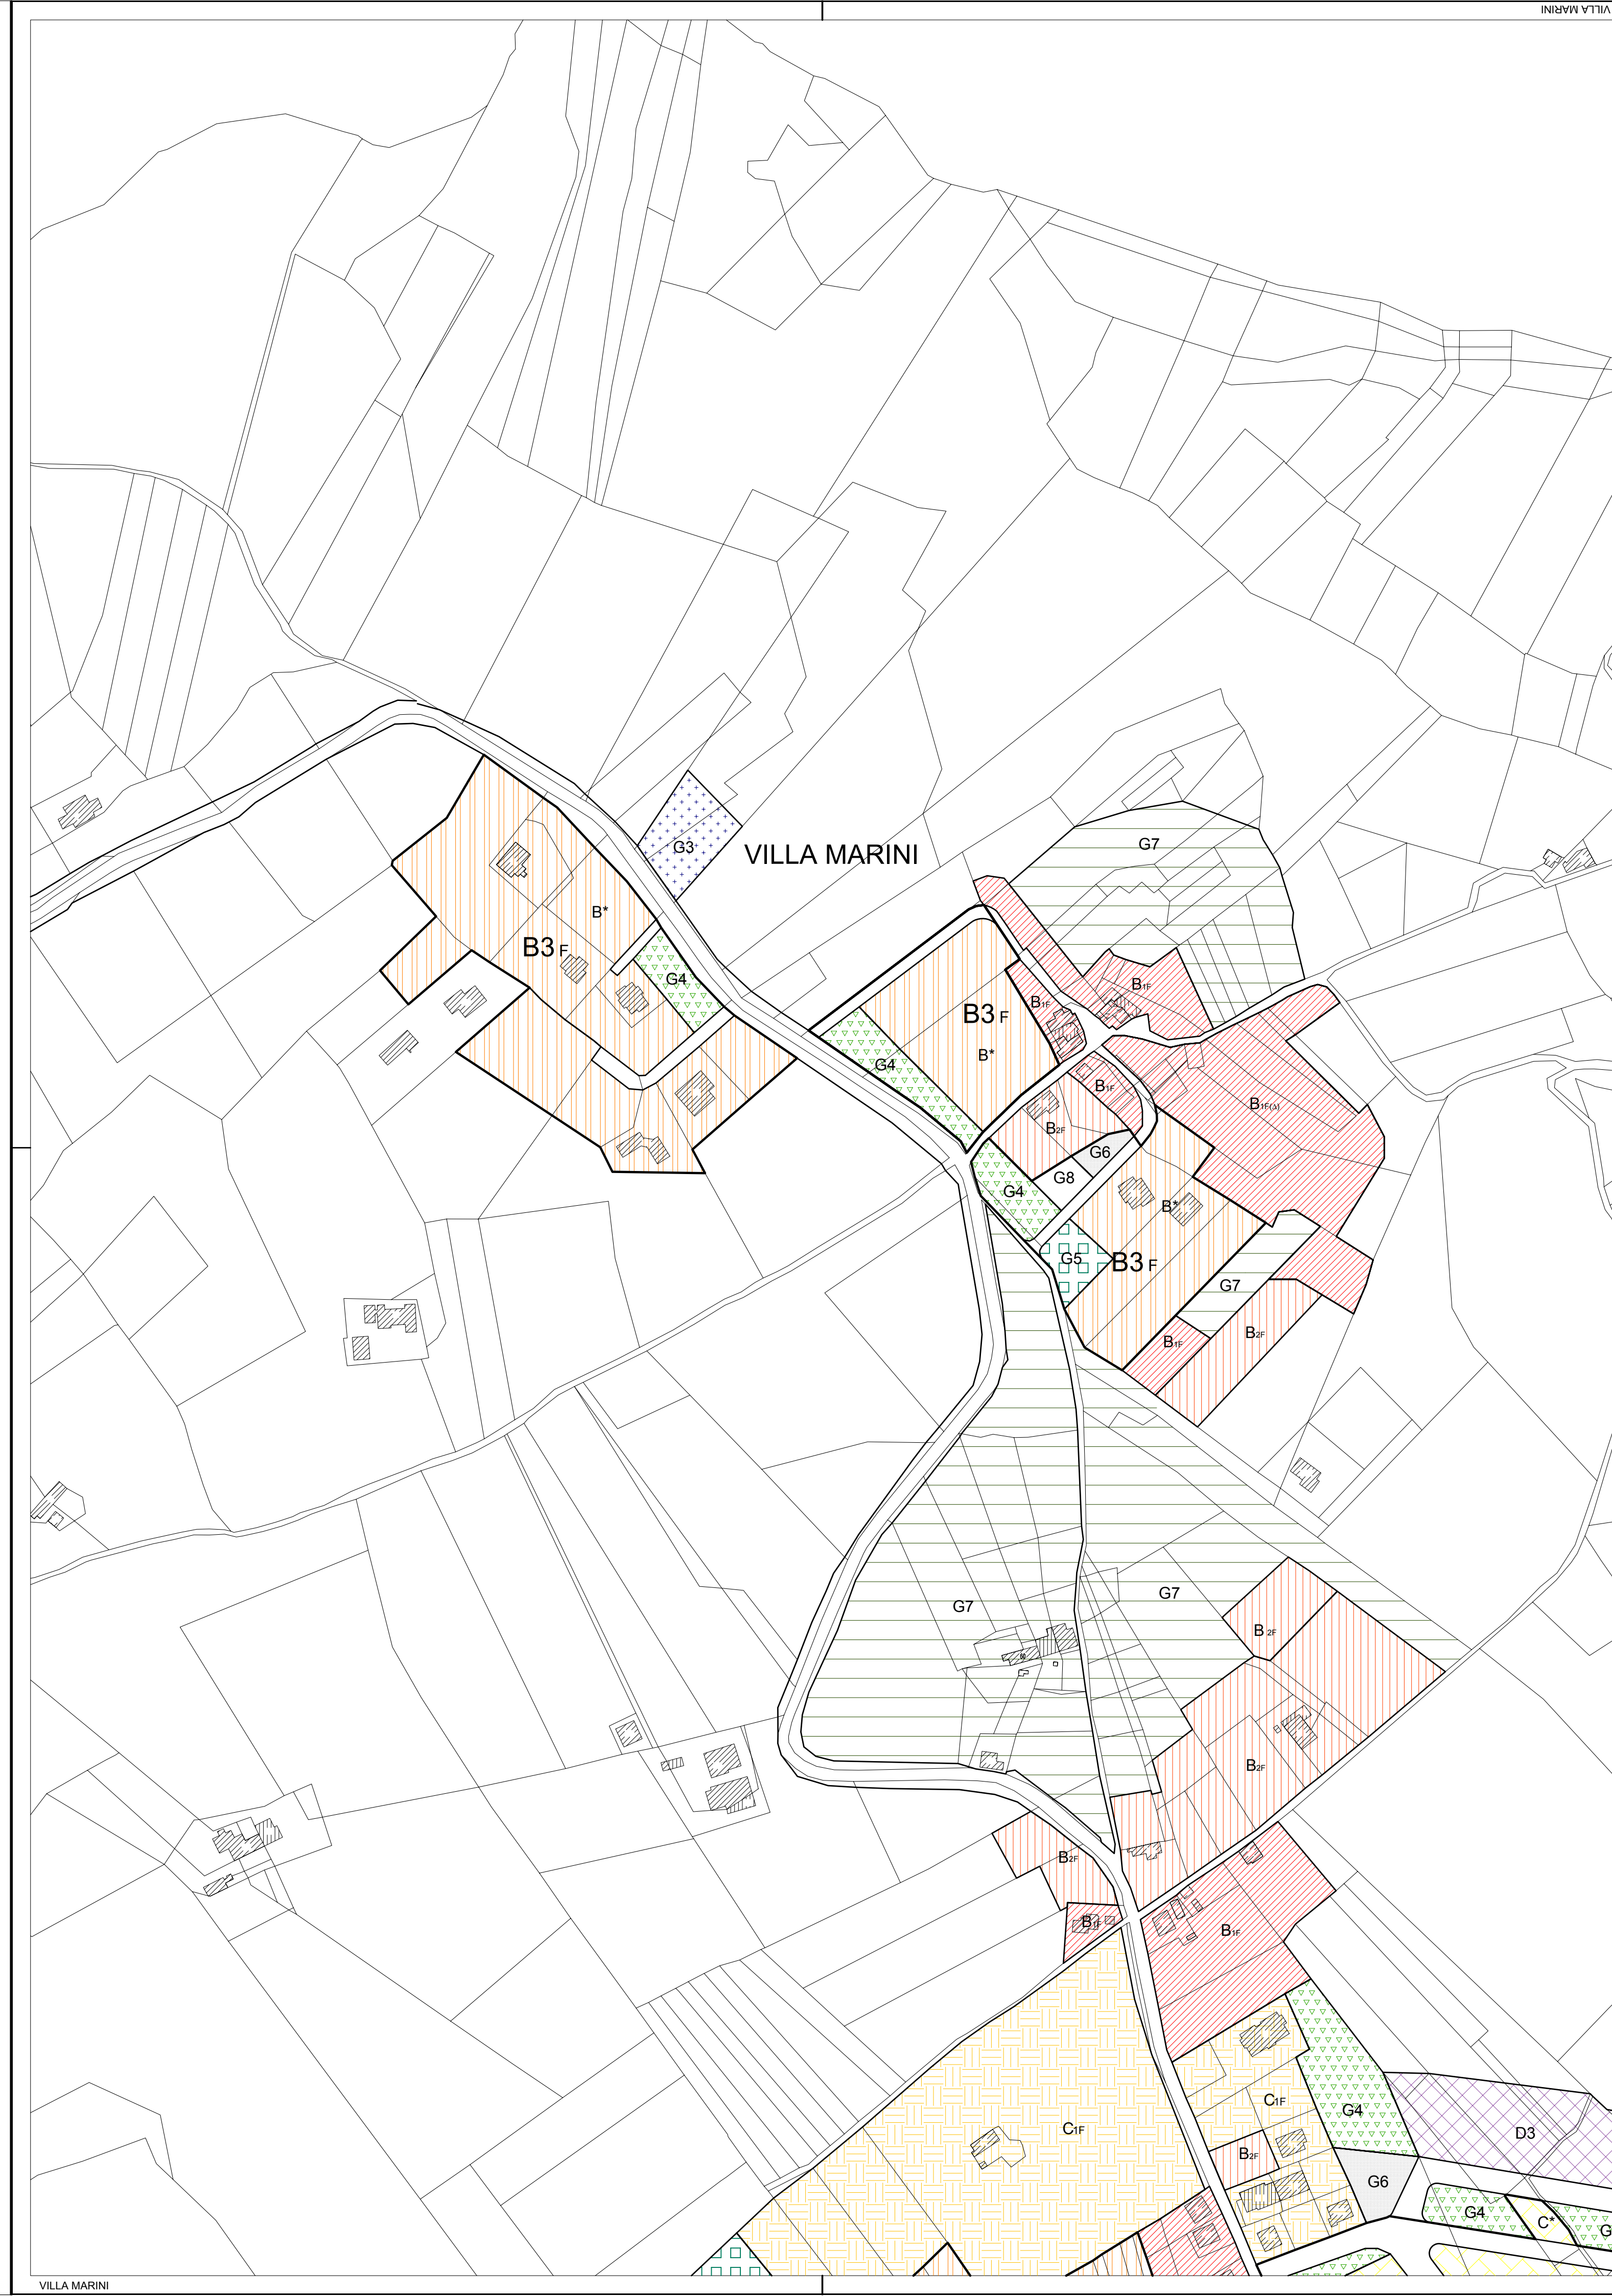 VILLA MARINI
G7
G3
VILLA MARINI
B*
B3 F
G4
B1F
B1F
B3 F
B*
G4
B1F
B1F(A)
B2F
G6
G8
G4
B*
G5
B3 F
G7
B2F
B1F
G7
G7
B 2F
B2F
B2F
B1F
B1F
C1F
G4
C1F
D3
B2F
G6
G4
C*
G
VILLA MARINI